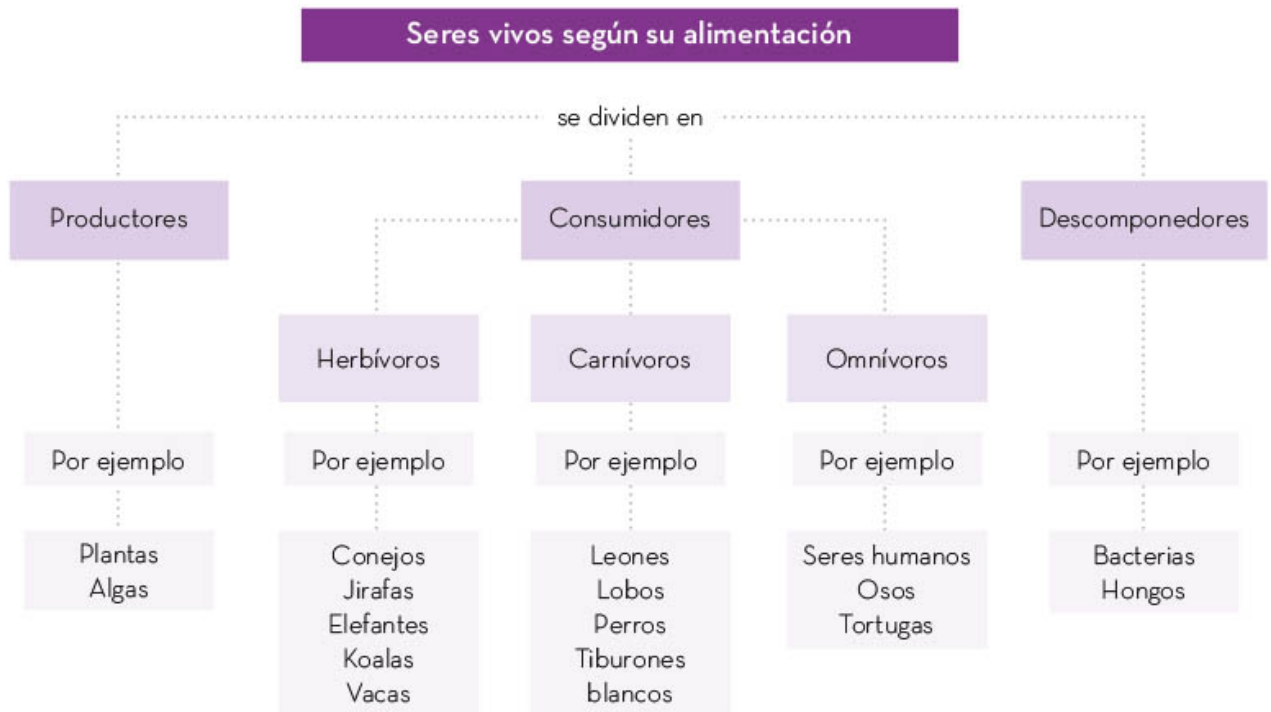 Seres vivos según su alimentación
se dividen en
Productores
Consumidores
Descomponedores
Herbívoros
Carnívoros
Omnívoros
Por ejemplo
Por ejemplo
Por ejemplo
Por ejemplo
Por ejemplo
Plantas
Algas
Conejos
Jirafas
Elefantes
Koalas
Vacas
Leones
Lobos
Perros
Tiburones
blancos
Seres humanos
Osos
Tortugas
Bacterias
Hongos